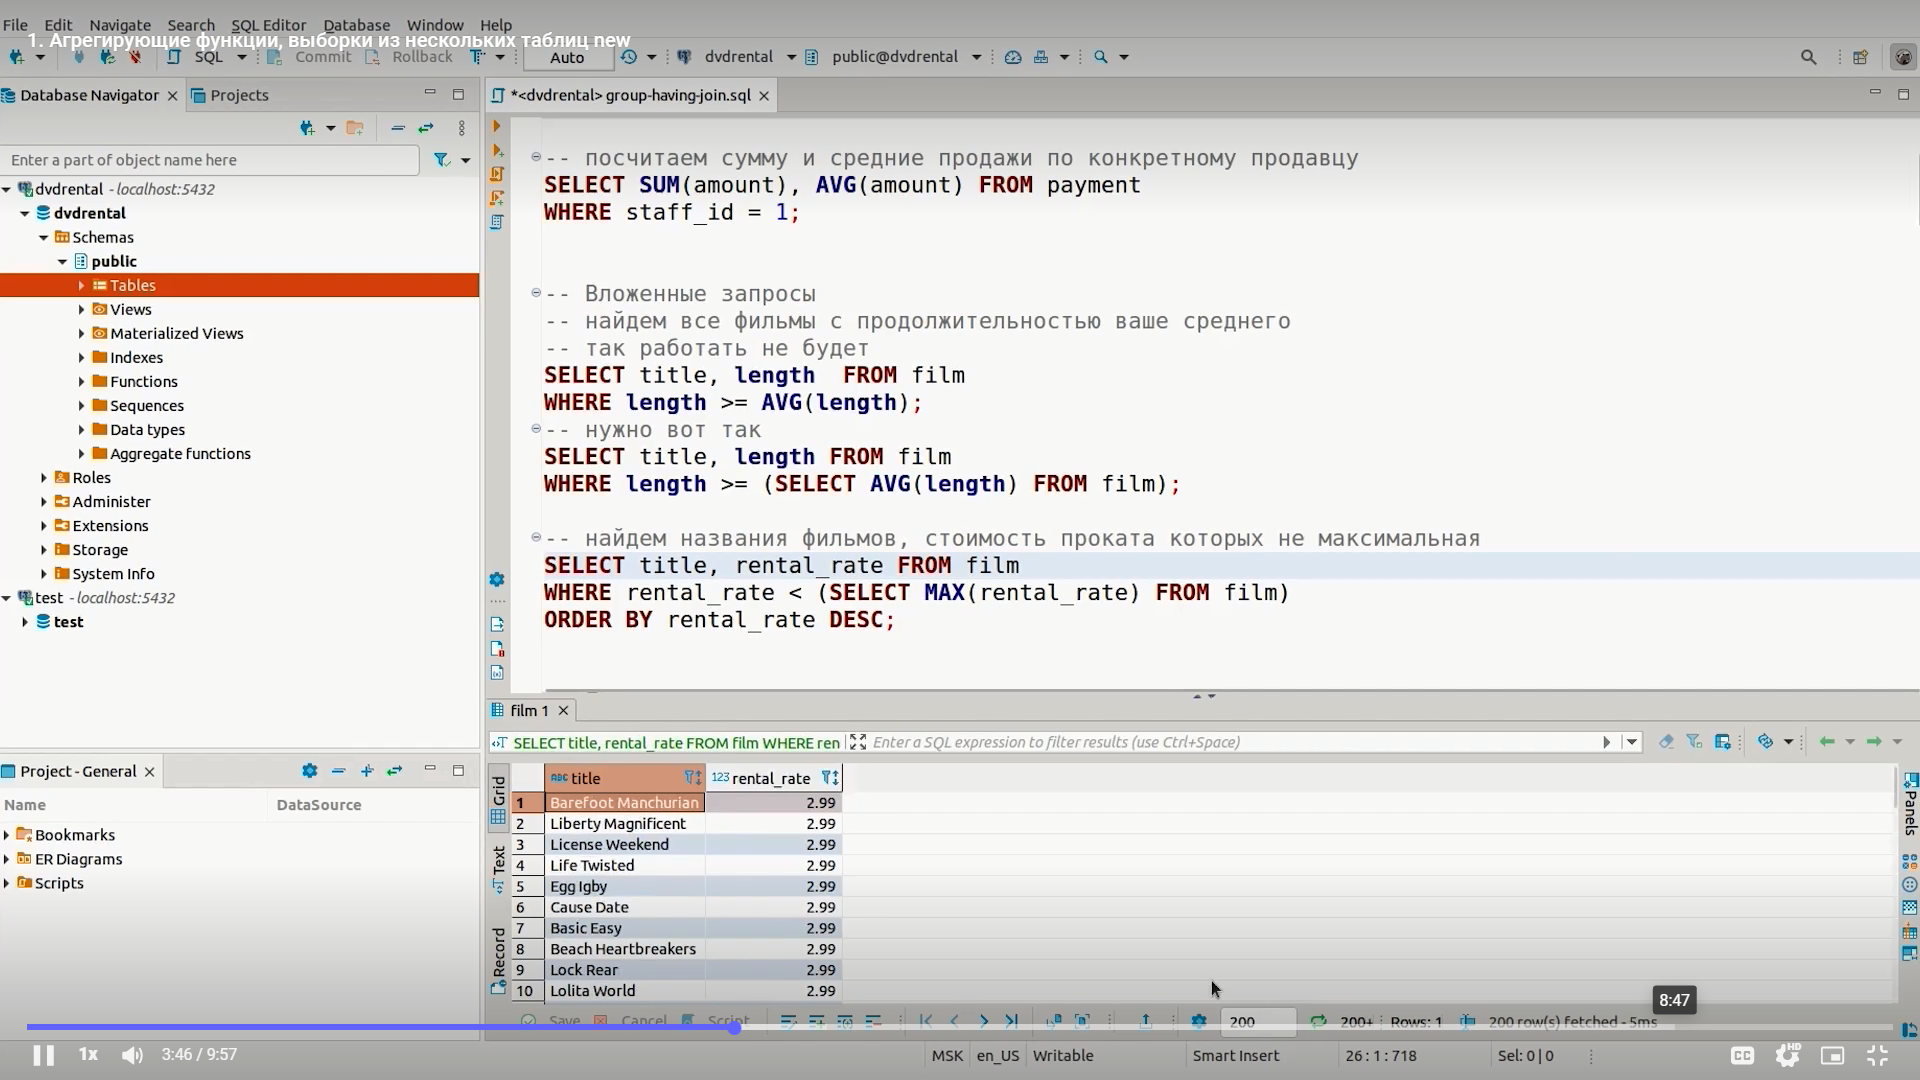 File Edit Navigate Search SQL Editor Database Window Help
1. Агрегирующие функции, выборки из нескольких таблиц new
SQL Commit Rollback Auto dvdrental public@dvdrental
Database Navigator Projects
*<dvdrental> group-having-join.sql
Enter a part of object name here
dvdrental - localhost:5432
dvdrental
Schemas
public
Tables
Views
Materialized Views
Indexes
Functions
Sequences
Data types
Aggregate functions
Roles
Administer
Extensions
Storage
System Info
test - localhost:5432
test
-- посчитаем сумму и средние продажи по конкретному продавцу
SELECT SUM(amount), AVG(amount) FROM payment
WHERE staff_id = 1;
-- Вложенные запросы
-- найдем все фильмы с продолжительностью ваше среднего
-- так работать не будет
SELECT title, length  FROM film
WHERE length >= AVG(length);
-- нужно вот так
SELECT title, length FROM film
WHERE length >= (SELECT AVG(length) FROM film);
-- найдем названия фильмов, стоимость проката которых не максимальная
SELECT title, rental_rate FROM film
WHERE rental_rate < (SELECT MAX(rental_rate) FROM film)
ORDER BY rental_rate DESC;
Project - General
Name DataSource
Bookmarks
ER Diagrams
Scripts
film 1
SELECT title, rental_rate FROM film WHERE ren
Enter a SQL expression to filter results (use Ctrl+Space)
Grid
Text
Record
Panels
ABC title 123 rental_rate
1 Barefoot Manchurian 2.99
2 Liberty Magnificent 2.99
3 License Weekend 2.99
4 Life Twisted 2.99
5 Egg Igby 2.99
6 Cause Date 2.99
7 Basic Easy 2.99
8 Beach Heartbreakers 2.99
9 Lock Rear 2.99
10 Lolita World 2.99
8:47
Save Cancel Script 200 200+ Rows: 1 200 row(s) fetched - 5ms
1x 3:46 / 9:57
MSK en_US Writable Smart Insert 26 : 1 : 718 Sel: 0 | 0
CC HD